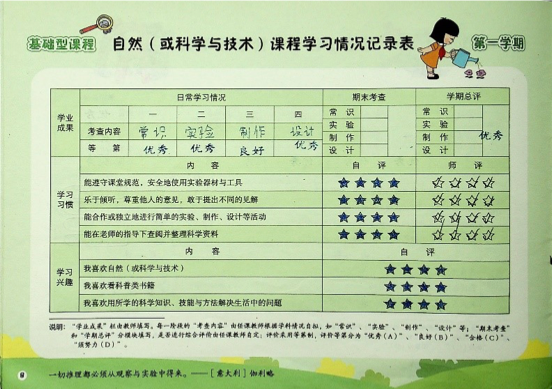 基础型课程 自然（或科学与技术）课程学习情况记录表 第一学期
学业成果 日常学习情况 期末考查 学期总评
一 二 三 四
考查内容 常识 实验 制作 设计
等 第 优秀 优秀 良好 优秀
常 识 常 识
实 验 实 验
制 作 制 作 优秀
设 计 设 计
学习习惯 内 容 自 评 师 评
能遵守课堂规范，安全地使用实验器材与工具
乐于倾听，尊重他人的意见，敢于提出不同的见解
能合作或独立地进行简单的实验、制作、设计等活动
能在老师的指导下查阅并整理科学资料
学习兴趣 内 容 自 评
我喜欢自然（或科学与技术）
我喜欢看科普类书籍
我喜欢用所学的科学知识、技能与方法解决生活中的问题
说明：“学业成果”栏由教师填写，每一阶段的“考查内容”由任课教师根据学科情况自拟，如“常识”、“实验”、“制作”、“设计”等；“期末考查”
和“学期总评”分模块填写，是否进行综合评价由任课教师自定；评价采用等第制，评价等第分为“优秀（A）”、“良好（B）”、“合格（C）”、
“须努力（D）”。
一切推理都必须从观察与实验中得来。——［意大利］伽利略